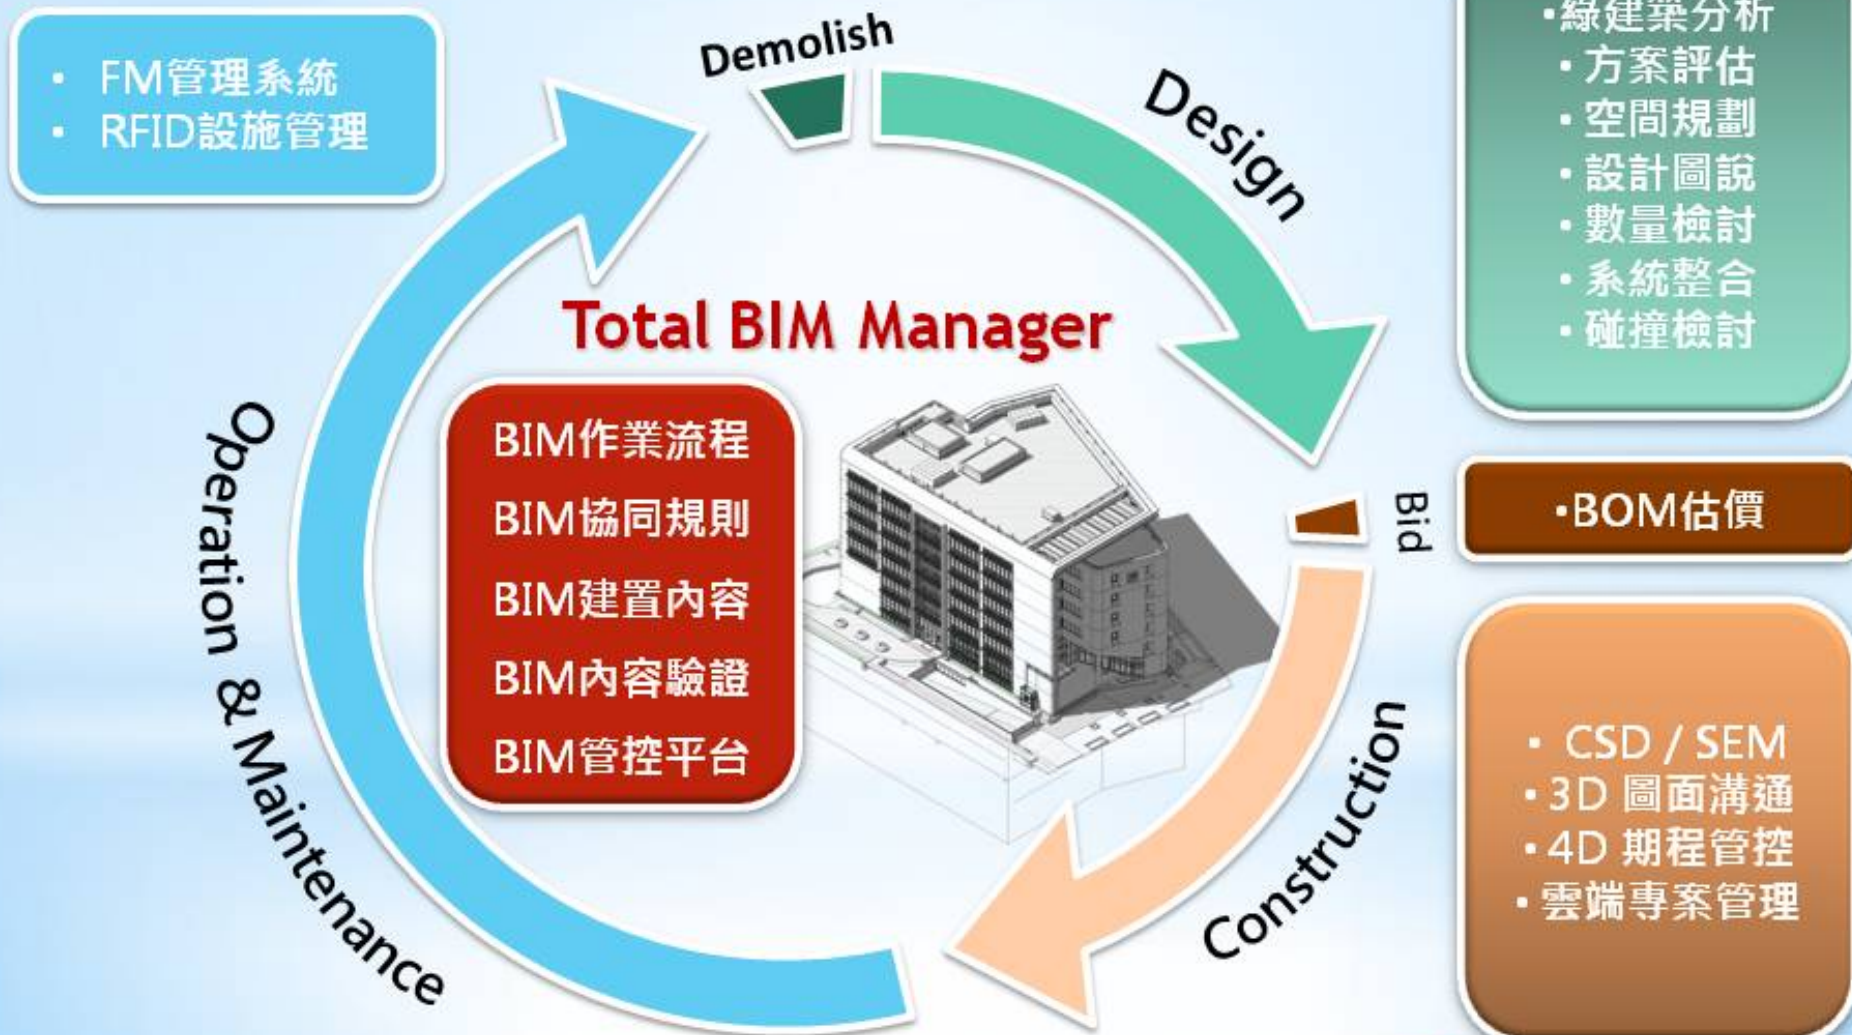 • FM管理系統
• RFID設施管理
Demolish
Design
•綠建築分析
•方案評估
•空間規劃
•設計圖說
•數量檢討
•系統整合
•碰撞檢討
Total BIM Manager
BIM作業流程
BIM協同規則
BIM建置內容
BIM內容驗證
BIM管控平台
Bid
•BOM估價
Construction
• CSD / SEM
•3D 圖面溝通
•4D 期程管控
•雲端專案管理
Operation & Maintenance